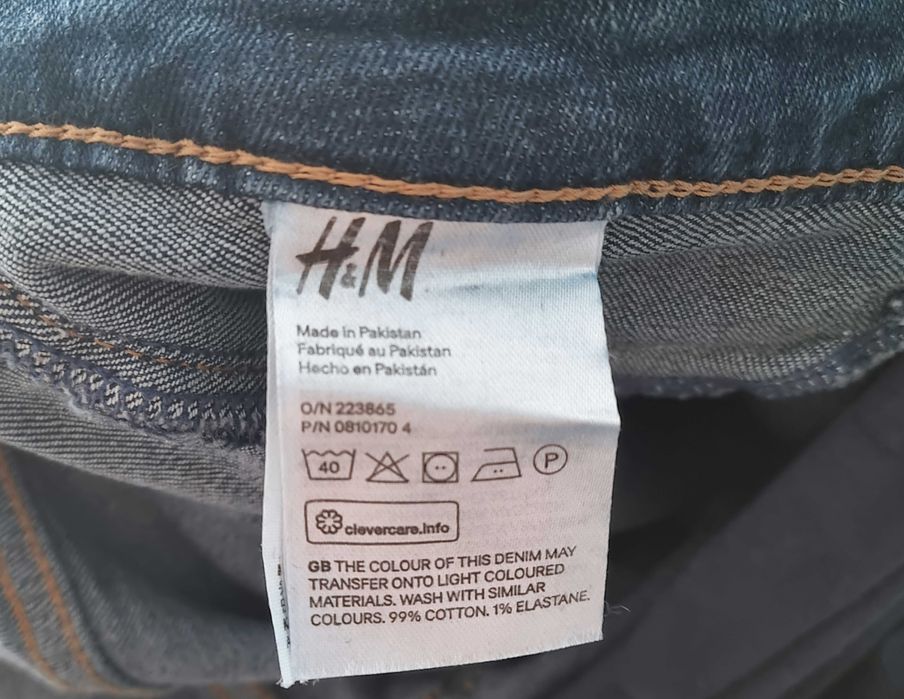 H&M
Made in Pakistan
Fabriqué au Pakistan
Hecho en Pakistán
O/N 223865
P/N 0810170 4
40 P
clevercare.info
GB THE COLOUR OF THIS DENIM MAY
TRANSFER ONTO LIGHT COLOURED
MATERIALS. WASH WITH SIMILAR
COLOURS. 99% COTTON. 1% ELASTANE.